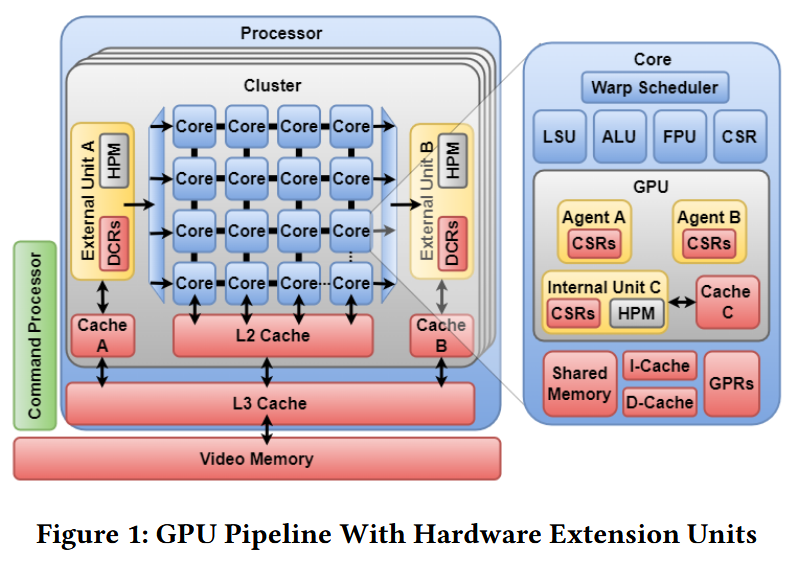 Processor
Cluster
External Unit A
HPM
DCRs
Core Core Core Core
Core Core Core Core
Core Core Core Core
Core Core Core Core
External Unit B
HPM
DCRs
Cache
A
L2 Cache
Cache
B
L3 Cache
Command Processor
Video Memory
Core
Warp Scheduler
LSU
ALU
FPU
CSR
GPU
Agent A
CSRs
Agent B
CSRs
Internal Unit C
CSRs
HPM
Cache
C
Shared
Memory
I-Cache
D-Cache
GPRs
Figure 1: GPU Pipeline With Hardware Extension Units